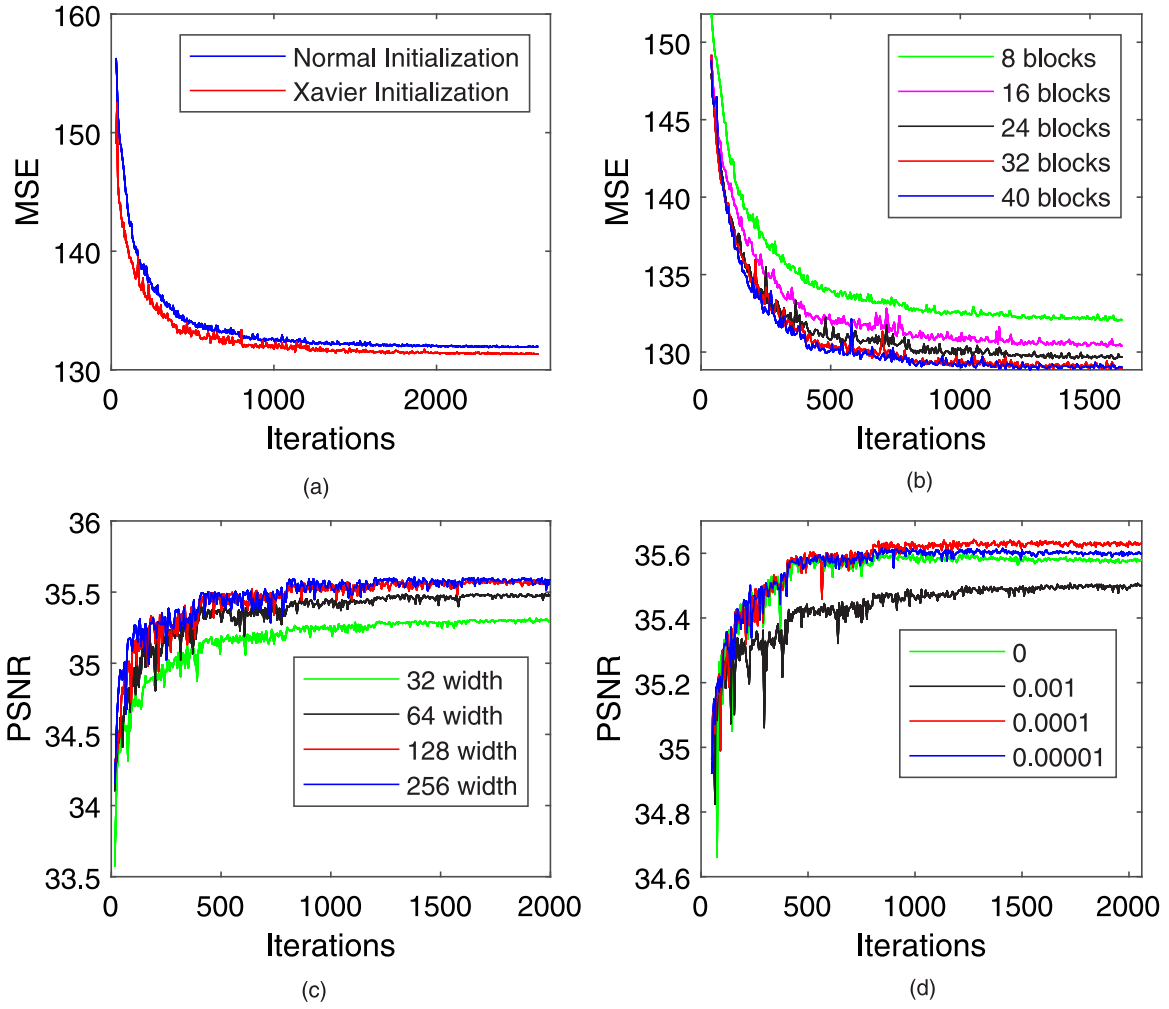 160
150
140
130
MSE
0
1000
2000
Iterations
Normal Initialization
Xavier Initialization
(a)
150
145
140
135
130
MSE
0
500
1000
1500
Iterations
8 blocks
16 blocks
24 blocks
32 blocks
40 blocks
(b)
36
35.5
35
34.5
34
33.5
PSNR
0
500
1000
1500
2000
Iterations
32 width
64 width
128 width
256 width
(c)
35.6
35.4
35.2
35
34.8
34.6
PSNR
0
500
1000
1500
2000
Iterations
0
0.001
0.0001
0.00001
(d)